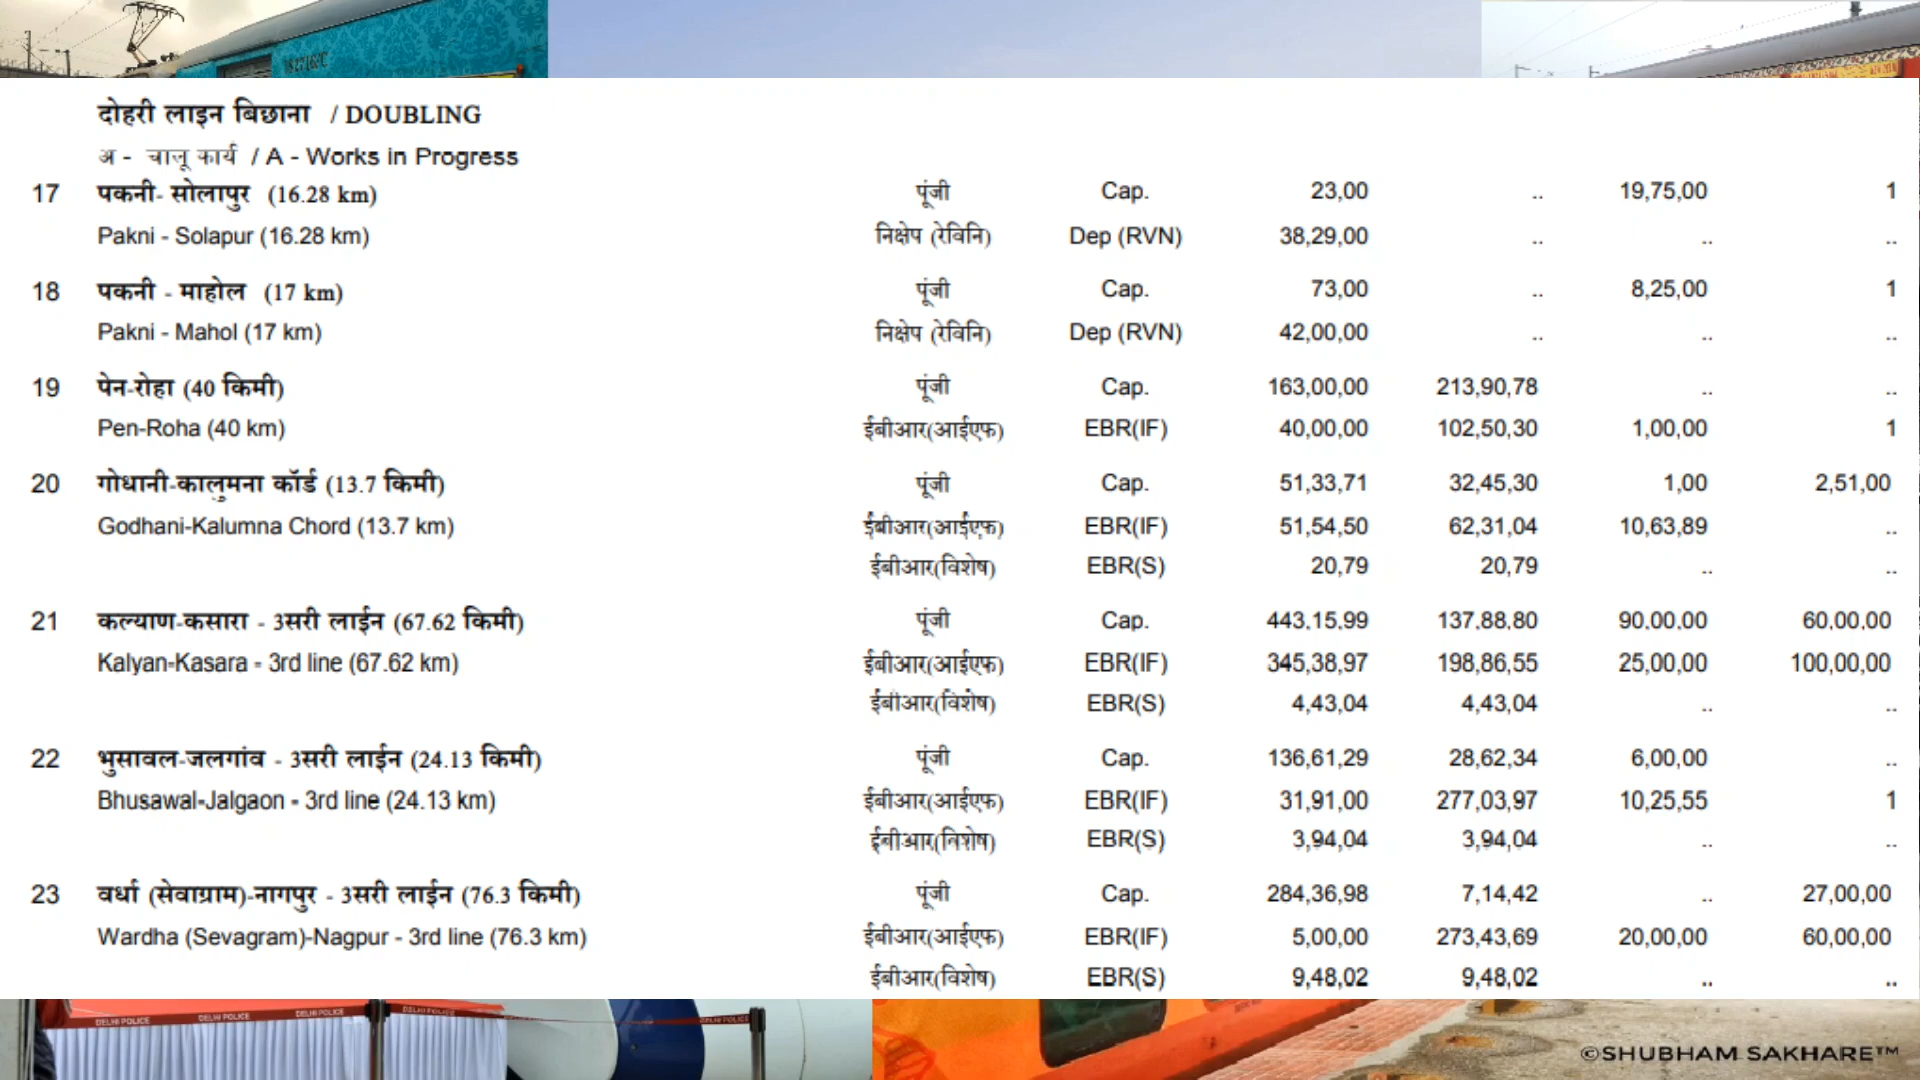 27169C
दोहरी लाइन बिछाना / DOUBLING
अ - चालू कार्य / A - Works in Progress
17 पकनी- सोलापुर (16.28 km) पूंजी Cap. 23,00 .. 19,75,00 1
Pakni - Solapur (16.28 km) निक्षेप (रेविनि) Dep (RVN) 38,29,00 .. .. ..
18 पकनी - माहोल (17 km) पूंजी Cap. 73,00 .. 8,25,00 1
Pakni - Mahol (17 km) निक्षेप (रेविनि) Dep (RVN) 42,00,00 .. .. ..
19 पेन-रोहा (40 किमी) पूंजी Cap. 163,00,00 213,90,78 .. ..
Pen-Roha (40 km) ईबीआर(आईएफ) EBR(IF) 40,00,00 102,50,30 1,00,00 1
20 गोधानी-कालुमना कॉर्ड (13.7 किमी) पूंजी Cap. 51,33,71 32,45,30 1,00 2,51,00
Godhani-Kalumna Chord (13.7 km) ईबीआर(आईएफ) EBR(IF) 51,54,50 62,31,04 10,63,89 ..
ईबीआर(विशेष) EBR(S) 20,79 20,79 .. ..
21 कल्याण-कसारा - 3सरी लाईन (67.62 किमी) पूंजी Cap. 443,15,99 137,88,80 90,00,00 60,00,00
Kalyan-Kasara - 3rd line (67.62 km) ईबीआर(आईएफ) EBR(IF) 345,38,97 198,86,55 25,00,00 100,00,00
ईबीआर(विशेष) EBR(S) 4,43,04 4,43,04 .. ..
22 भुसावल-जलगांव - 3सरी लाईन (24.13 किमी) पूंजी Cap. 136,61,29 28,62,34 6,00,00 ..
Bhusawal-Jalgaon - 3rd line (24.13 km) ईबीआर(आईएफ) EBR(IF) 31,91,00 277,03,97 10,25,55 1
ईबीआर(विशेष) EBR(S) 3,94,04 3,94,04 .. ..
23 वर्धा (सेवाग्राम)-नागपुर - 3सरी लाईन (76.3 किमी) पूंजी Cap. 284,36,98 7,14,42 .. 27,00,00
Wardha (Sevagram)-Nagpur - 3rd line (76.3 km) ईबीआर(आईएफ) EBR(IF) 5,00,00 273,43,69 20,00,00 60,00,00
ईबीआर(विशेष) EBR(S) 9,48,02 9,48,02 .. ..
DELHI POLICE DELHI POLICE DELHI POLICE DELHI POLICE DELHI POLICE
©SHUBHAM SAKHARE™